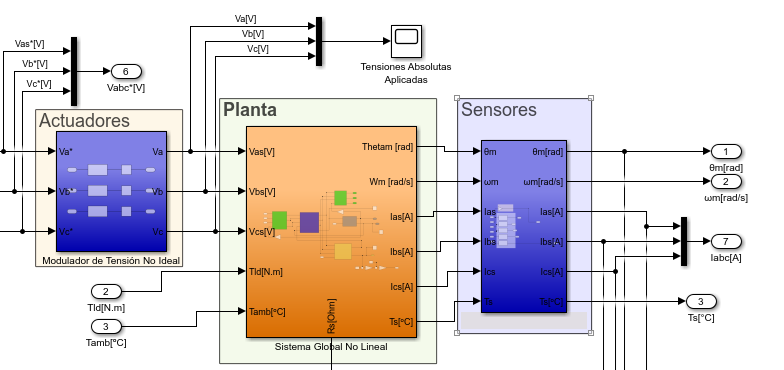 Va[V]
Vb[V]
Vc[V]
Tensiones Absolutas
Aplicadas
Vas*[V]
Vb*[V]
Vc*[V]
6
Vabc*[V]
Actuadores
Va*
Vb*
Vc*
Va
Vb
Vc
Modulador de Tensión No Ideal
2
Tld[N.m]
3
Tamb[ºC]
Planta
Vas[V]
Vbs[V]
Vcs[V]
Tld[N.m]
Tamb[ºC]
Thetam [rad]
Wm [rad/s]
Ias[A]
Ibs[A]
Ics[A]
Ts[ºC]
Rs[Ohm]
Sistema Global No Lineal
Sensores
θm
ωm
Ias
Ibs
Ics
Ts
θm[rad]
ωm[rad/s]
Ias[A]
Ibs[A]
Ics[A]
Ts[°C]
1
θm[rad]
2
ωm[rad/s]
7
Iabc[A]
3
Ts[°C]